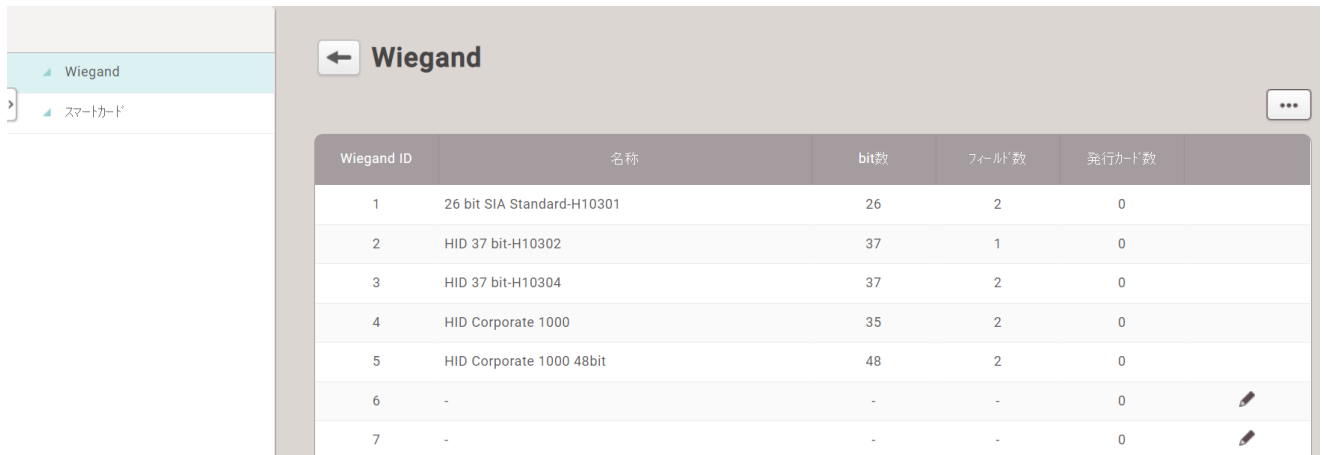 Wiegand
スマートカード
Wiegand
Wiegand ID 名称 bit数 フィールド数 発行カード数
1 26 bit SIA Standard-H10301 26 2 0
2 HID 37 bit-H10302 37 1 0
3 HID 37 bit-H10304 37 2 0
4 HID Corporate 1000 35 2 0
5 HID Corporate 1000 48bit 48 2 0
6 - - - 0
7 - - - 0